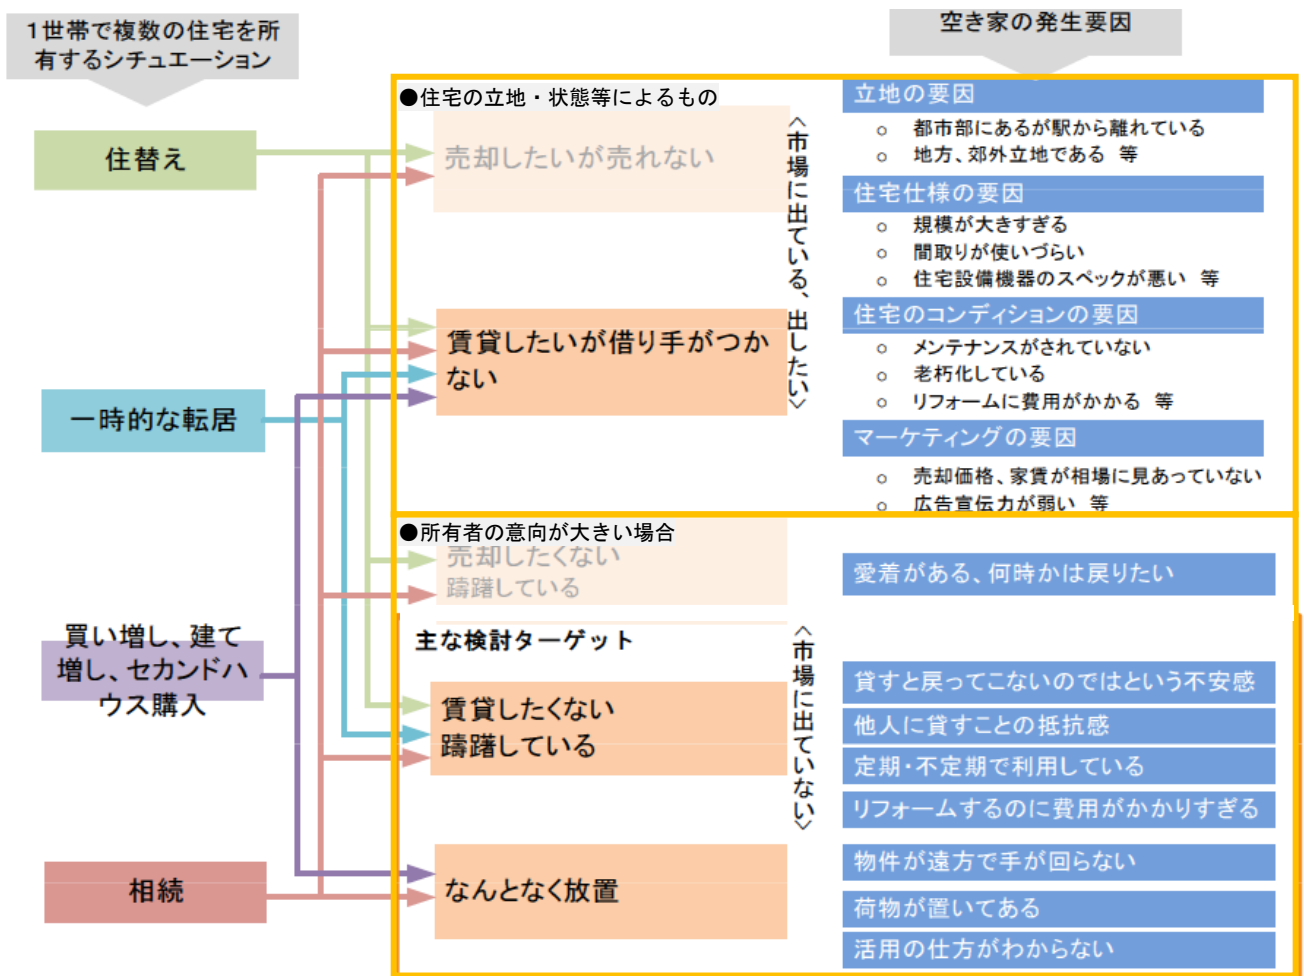 1世帯で複数の住宅を所
有するシチュエーション
空き家の発生要因
住替え
一時的な転居
買い増し、建て
増し、セカンドハ
ウス購入
相続
●住宅の立地・状態等によるもの
売却したいが売れない
賃貸したいが借り手がつか
ない
〈市場に出ている、出したい〉
立地の要因
○ 都市部にあるが駅から離れている
○ 地方、郊外立地である 等
住宅仕様の要因
○ 規模が大きすぎる
○ 間取りが使いづらい
○ 住宅設備機器のスペックが悪い 等
住宅のコンディションの要因
○ メンテナンスがされていない
○ 老朽化している
○ リフォームに費用がかかる 等
マーケティングの要因
○ 売却価格、家賃が相場に見あっていない
○ 広告宣伝力が弱い 等
●所有者の意向が大きい場合
売却したくない
躊躇している
主な検討ターゲット
賃貸したくない
躊躇している
なんとなく放置
〈市場に出ていない〉
愛着がある、何時かは戻りたい
貸すと戻ってこないのではという不安感
他人に貸すことの抵抗感
定期・不定期で利用している
リフォームするのに費用がかかりすぎる
物件が遠方で手が回らない
荷物が置いてある
活用の仕方がわからない